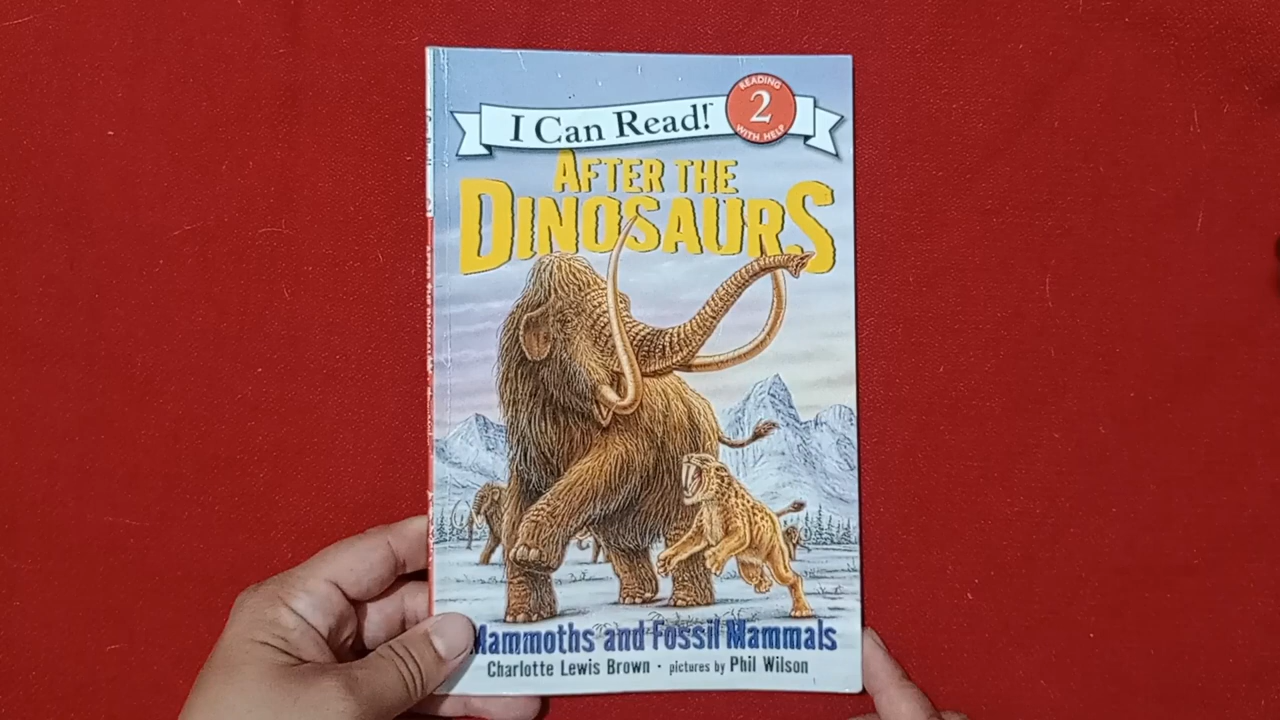 I Can Read!™
READING
2
WITH HELP
AFTER THE
DINOSAURS
Mammoths and Fossil Mammals
Charlotte Lewis Brown • pictures by Phil Wilson